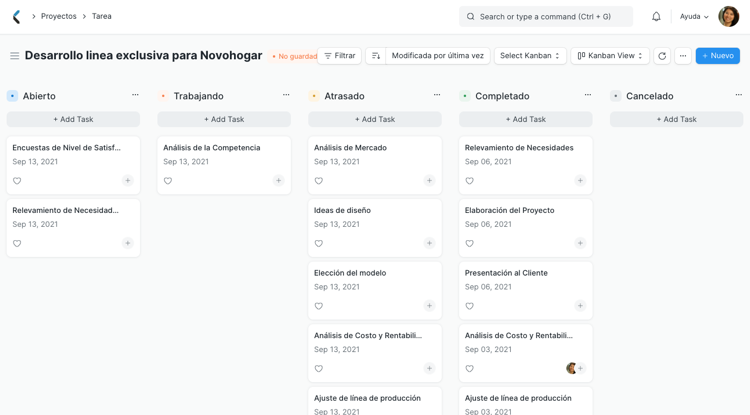 Proyectos
Tarea
Search or type a command (Ctrl + G)
Ayuda
Desarrollo linea exclusiva para Novohogar
No guardad
Filtrar
Modificada por última vez
Select Kanban
Kanban View
+ Nuevo
Abierto
+ Add Task
Encuestas de Nivel de Satisf...
Sep 13, 2021
Relevamiento de Necesidad...
Sep 13, 2021
Trabajando
+ Add Task
Análisis de la Competencia
Sep 13, 2021
Atrasado
+ Add Task
Análisis de Mercado
Sep 13, 2021
Ideas de diseño
Sep 13, 2021
Elección del modelo
Sep 13, 2021
Análisis de Costo y Rentabili...
Sep 13, 2021
Ajuste de línea de producción
Sep 13, 2021
Completado
+ Add Task
Relevamiento de Necesidades
Sep 06, 2021
Elaboración del Proyecto
Sep 06, 2021
Presentación al Cliente
Sep 06, 2021
Análisis de Costo y Rentabili...
Sep 03, 2021
Ajuste de línea de producción
Sep 03, 2021
Cancelado
+ Add Task